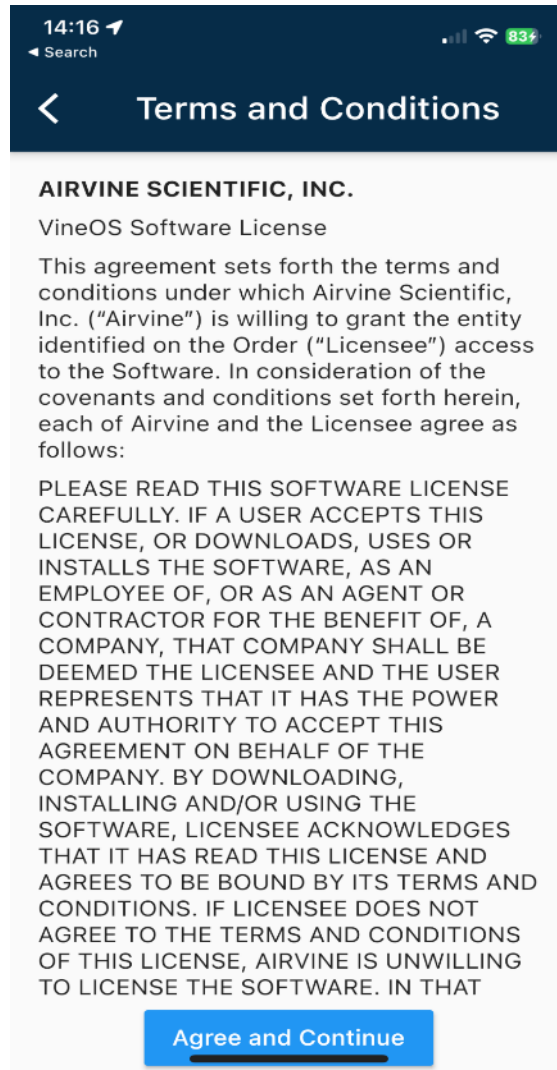 14:16
◄ Search
83
Terms and Conditions
AIRVINE SCIENTIFIC, INC.
VineOS Software License
This agreement sets forth the terms and
conditions under which Airvine Scientific,
Inc. (“Airvine”) is willing to grant the entity
identified on the Order (“Licensee”) access
to the Software. In consideration of the
covenants and conditions set forth herein,
each of Airvine and the Licensee agree as
follows:
PLEASE READ THIS SOFTWARE LICENSE
CAREFULLY. IF A USER ACCEPTS THIS
LICENSE, OR DOWNLOADS, USES OR
INSTALLS THE SOFTWARE, AS AN
EMPLOYEE OF, OR AS AN AGENT OR
CONTRACTOR FOR THE BENEFIT OF, A
COMPANY, THAT COMPANY SHALL BE
DEEMED THE LICENSEE AND THE USER
REPRESENTS THAT IT HAS THE POWER
AND AUTHORITY TO ACCEPT THIS
AGREEMENT ON BEHALF OF THE
COMPANY. BY DOWNLOADING,
INSTALLING AND/OR USING THE
SOFTWARE, LICENSEE ACKNOWLEDGES
THAT IT HAS READ THIS LICENSE AND
AGREES TO BE BOUND BY ITS TERMS AND
CONDITIONS. IF LICENSEE DOES NOT
AGREE TO THE TERMS AND CONDITIONS
OF THIS LICENSE, AIRVINE IS UNWILLING
TO LICENSE THE SOFTWARE. IN THAT
Agree and Continue